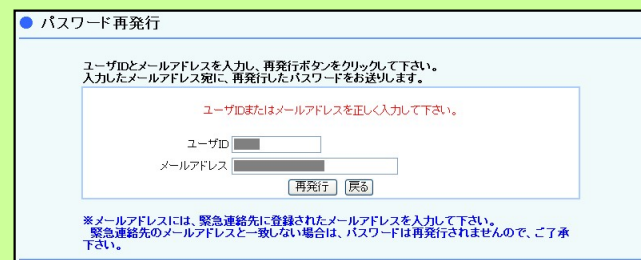 パスワード再発行
ユーザIDとメールアドレスを入力し、再発行ボタンをクリックして下さい。
入力したメールアドレス宛に、再発行したパスワードをお送りします。
ユーザIDまたはメールアドレスを正しく入力して下さい。
ユーザID
メールアドレス
再発行 戻る
※メールアドレスには、緊急連絡先に登録されたメールアドレスを入力して下さい。
緊急連絡先のメールアドレスと一致しない場合は、パスワードは再発行されませんので、ご了承
下さい。